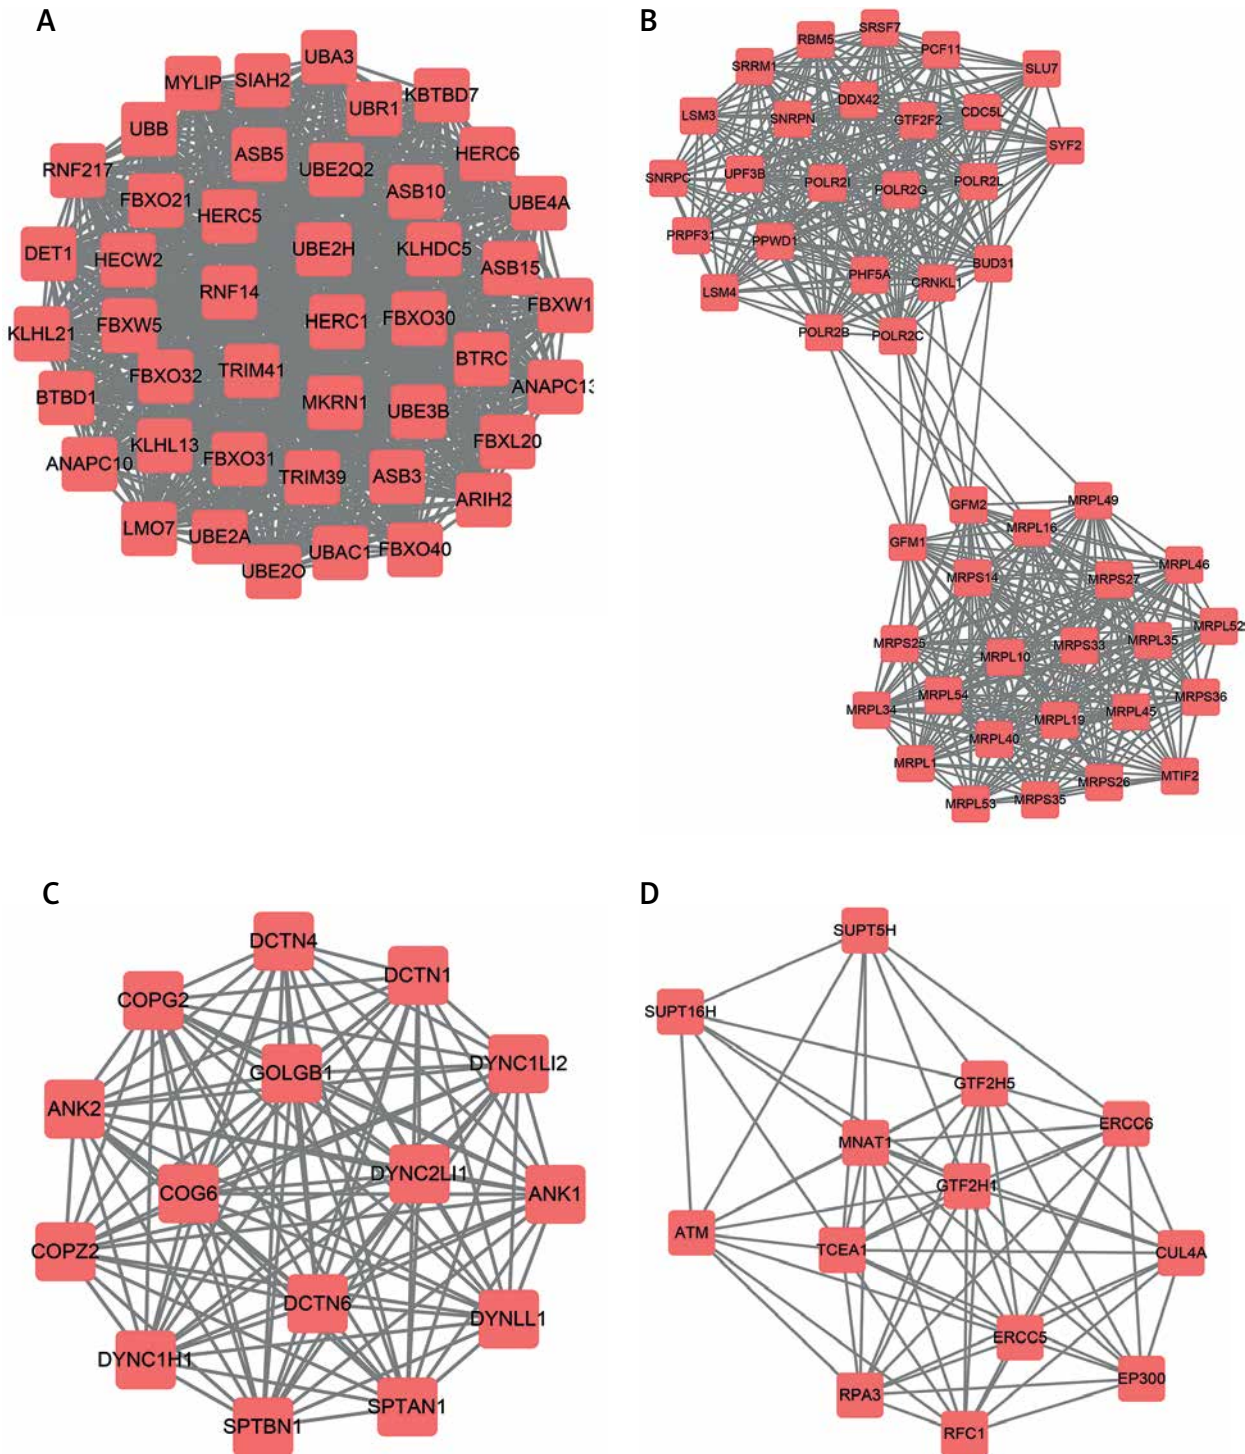 A
UBA3
MYLIP
SIAH2
KBTBD7
UBR1
UBB
HERC6
ASB5
UBE2Q2
RNF217
ASB10
FBXO21
HERC5
UBE4A
DET1
HECW2
UBE2H
KLHDC5
ASB15
RNF14
FBXW1
KLHL21
FBXW5
HERC1
FBXO30
BTRC
FBXO32
TRIM41
ANAPC13
BTBD1
MKRN1
UBE3B
KLHL13
FBXL20
ANAPC10
FBXO31
TRIM39
ASB3
ARIH2
LMO7
UBE2A
UBAC1
FBXO40
UBE2O
B
SRSF7
RBM5
PCF11
SRRM1
SLU7
DDX42
LSM3
SNRPN
GTF2F2
CDC5L
SYF2
SNRPC
UPF3B
POLR2I
POLR2G
POLR2L
PRPF31
PPWD1
BUD31
PHF5A
CRNKL1
LSM4
POLR2B
POLR2C
GFM2
MRPL49
MRPL16
GFM1
MRPS14
MRPS27
MRPL46
MRPL52
MRPS25
MRPL10
MRPS33
MRPL35
MRPL54
MRPS36
MRPL34
MRPL19
MRPL45
MRPL40
MRPL1
MRPS26
MTIF2
MRPL53
MRPS35
C
DCTN4
DCTN1
COPG2
DYNC1LI2
GOLGB1
ANK2
DYNC2LI1
COG6
ANK1
COPZ2
DCTN6
DYNLL1
DYNC1H1
SPTAN1
SPTBN1
D
SUPT5H
SUPT16H
GTF2H5
ERCC6
MNAT1
GTF2H1
ATM
TCEA1
CUL4A
ERCC5
EP300
RPA3
RFC1